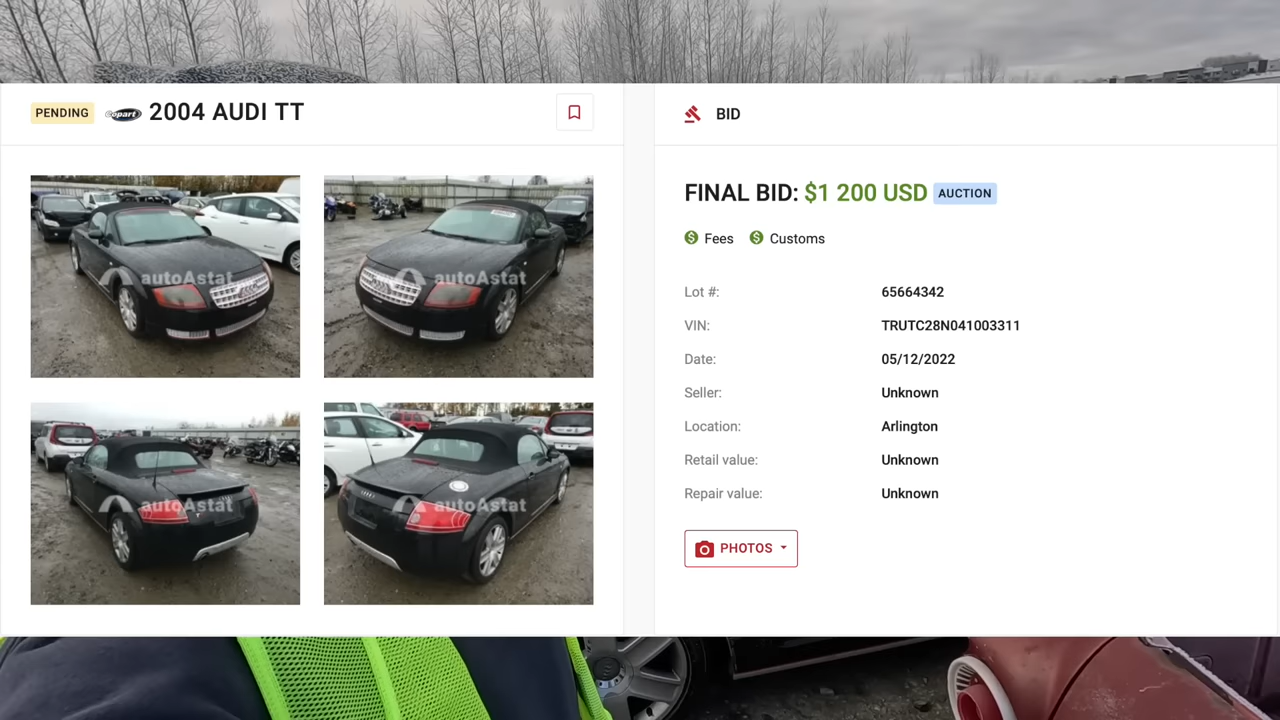 PENDING copart 2004 AUDI TT
autoAstat
autoAstat
autoAstat
autoAstat
BID
FINAL BID: $1 200 USD AUCTION
Fees Customs
Lot #: 65664342
VIN: TRUTC28N041003311
Date: 05/12/2022
Seller: Unknown
Location: Arlington
Retail value: Unknown
Repair value: Unknown
PHOTOS